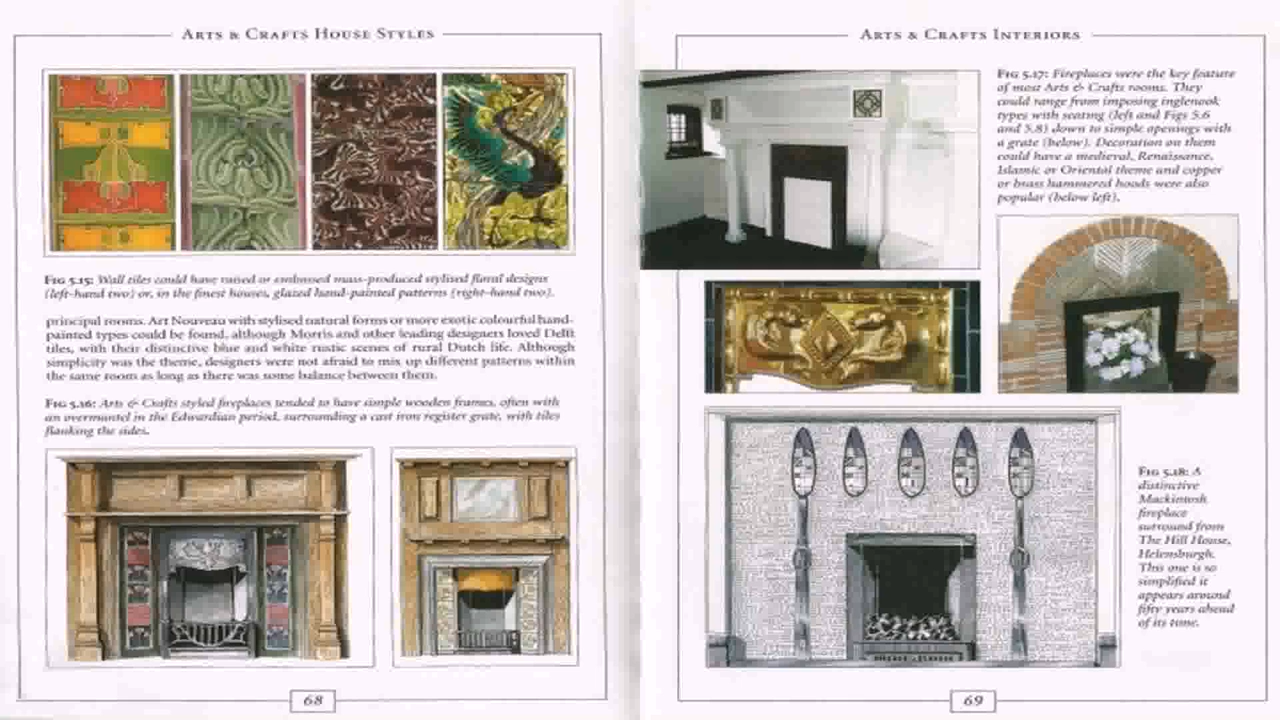 ARTS & CRAFTS HOUSE STYLES
FIG 5.15: Wall tiles could have raised or embossed mass-produced stylised floral designs
(left-hand two) or, in the finest houses, glazed hand-painted patterns (right-hand two).
principal rooms. Art Nouveau with stylised natural forms or more exotic colourful hand-
painted types could be found, although Morris and other leading designers loved Delft
tiles, with their distinctive blue and white rustic scenes of rural Dutch life. Although
simplicity was the theme, designers were not afraid to mix up different patterns within
the same room as long as there was some balance between them.
FIG 5.16: Arts & Crafts styled fireplaces tended to have simple wooden frames, often with
an overmantel in the Edwardian period, surrounding a cast iron register grate, with tiles
flanking the sides.
68
ARTS & CRAFTS INTERIORS
FIG 5.17: Fireplaces were the key feature
of most Arts & Crafts rooms. They
could range from imposing inglenook
types with seating (left and Figs 5.6
and 5.8) down to simple openings with
a grate (below). Decoration on them
could have a medieval, Renaissance,
Islamic or Oriental theme and copper
or brass hammered hoods were also
popular (below left).
FIG 5.18: A
distinctive
Mackintosh
fireplace
surround from
The Hill House,
Helensburgh.
This one is so
simplified it
appears around
fifty years ahead
of its time.
69